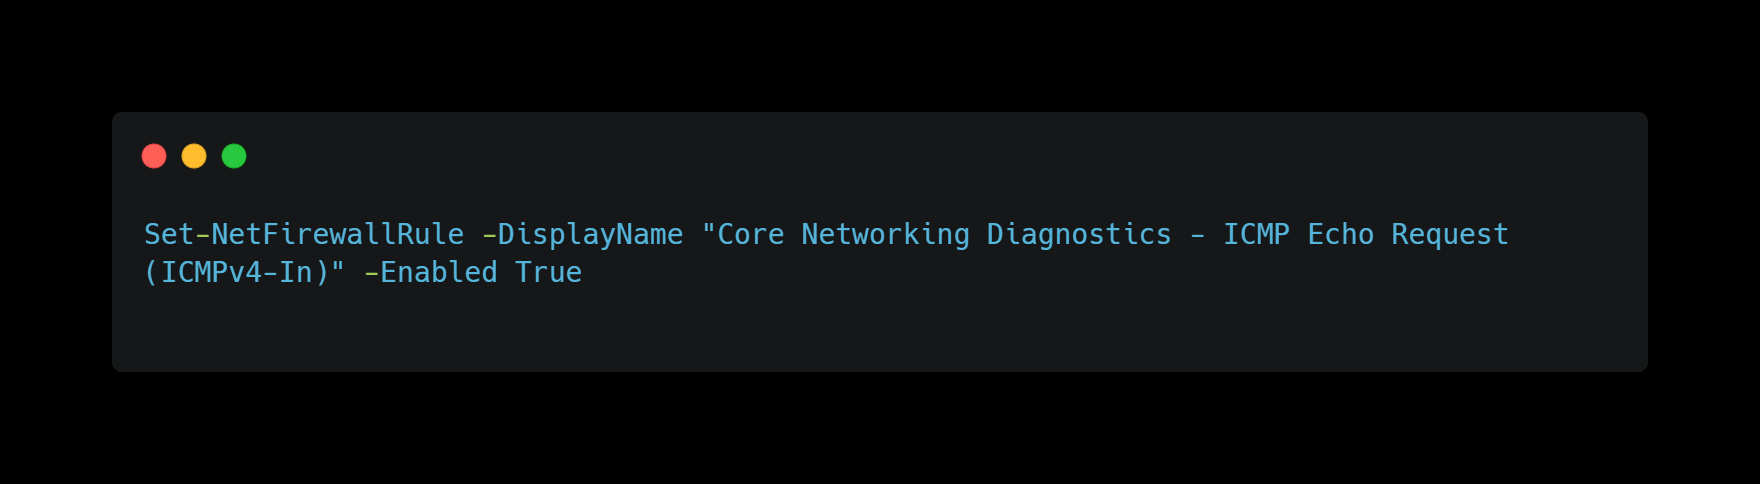 Set-NetFirewallRule -DisplayName "Core Networking Diagnostics - ICMP Echo Request
(ICMPv4-In)" -Enabled True